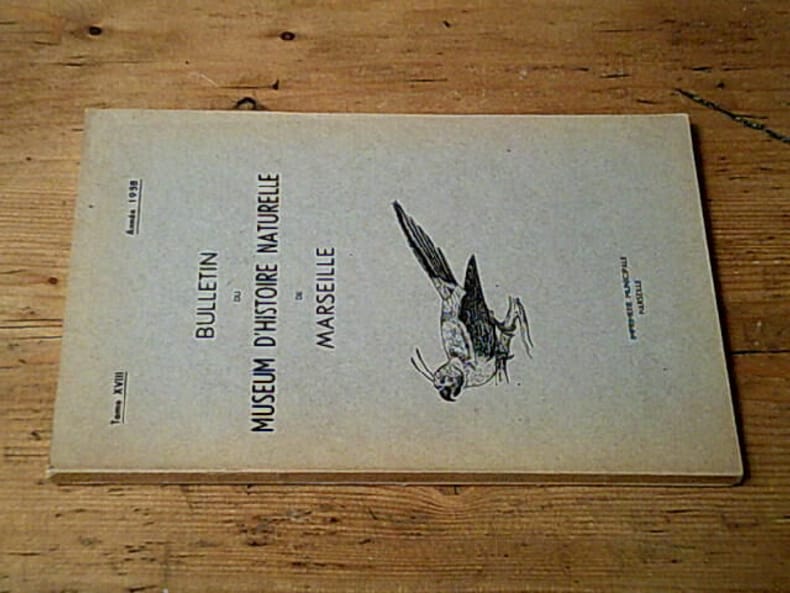 Tome XVIII
Année 1958
BULLETIN
DU
MUSEUM D'HISTOIRE NATURELLE
DE
MARSEILLE
IMPRIMERIE MUNICIPALE
MARSEILLE